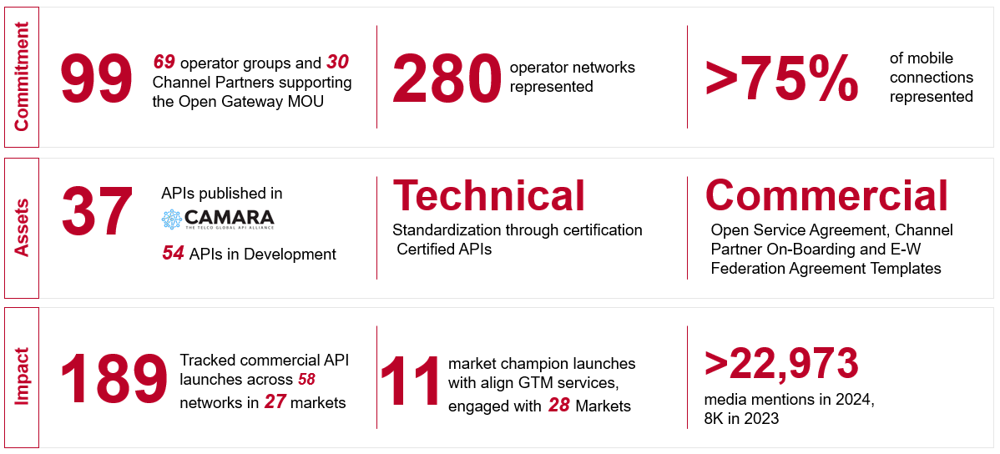 Commitment
99
69 operator groups and 30
Channel Partners supporting
the Open Gateway MOU
280
operator networks
represented
>75%
of mobile
connections
represented
Assets
37
APIs published in
CAMARA
THE TELCO GLOBAL API ALLIANCE
54 APIs in Development
Technical
Standardization through certification
Certified APIs
Commercial
Open Service Agreement, Channel
Partner On-Boarding and E-W
Federation Agreement Templates
Impact
189
Tracked commercial API
launches across 58
networks in 27 markets
11
market champion launches
with align GTM services,
engaged with 28 Markets
>22,973
media mentions in 2024,
8K in 2023